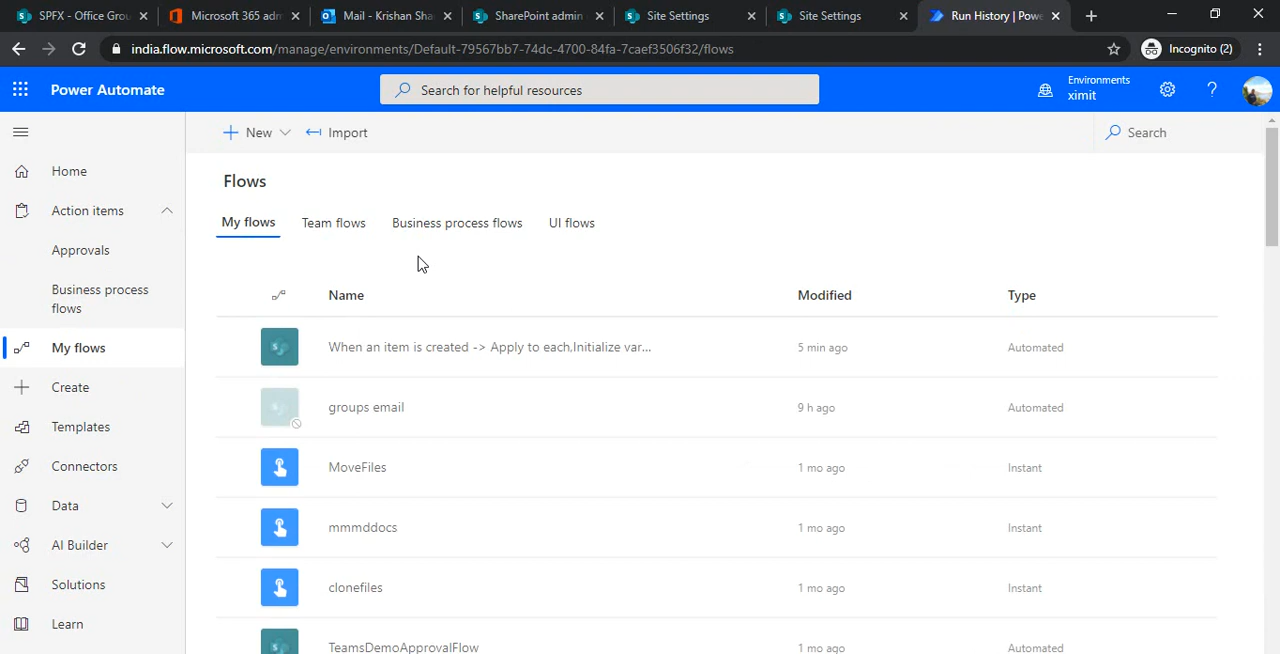 SPFX - Office Grou
Microsoft 365 adm
Mail - Krishan Sha
SharePoint admin
Site Settings
Site Settings
Run History | Powe
india.flow.microsoft.com/manage/environments/Default-79567bb7-74dc-4700-84fa-7caef3506f32/flows
Incognito (2)
Power Automate
Search for helpful resources
Environments
ximit
New
Import
Search
Home
Action items
Approvals
Business process
flows
My flows
Create
Templates
Connectors
Data
AI Builder
Solutions
Learn
Flows
My flows Team flows Business process flows UI flows
Name Modified Type
When an item is created -> Apply to each,Initialize var... 5 min ago Automated
groups email 9 h ago Automated
MoveFiles 1 mo ago Instant
mmmddocs 1 mo ago Instant
clonefiles 1 mo ago Instant
TeamsDemoApprovalFlow 1 mo ago Automated